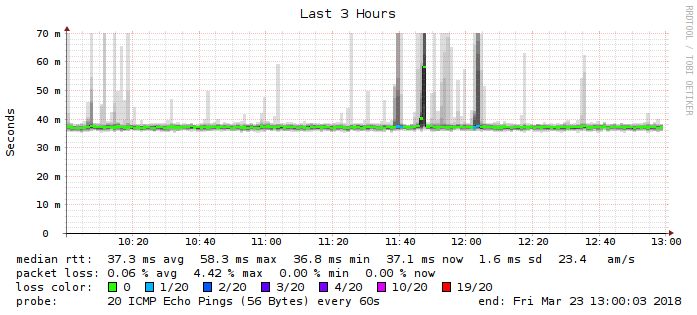 Last 3 Hours
RRDTOOL / TOBI OETIKER
Seconds
70 m
60 m
50 m
40 m
30 m
20 m
10 m
0
10:20 10:40 11:00 11:20 11:40 12:00 12:20 12:40 13:00
median rtt: 37.3 ms avg 58.3 ms max 36.8 ms min 37.1 ms now 1.6 ms sd 23.4 am/s
packet loss: 0.06 % avg 4.42 % max 0.00 % min 0.00 % now
loss color: 0 1/20 2/20 3/20 4/20 10/20 19/20
probe: 20 ICMP Echo Pings (56 Bytes) every 60s end: Fri Mar 23 13:00:03 2018